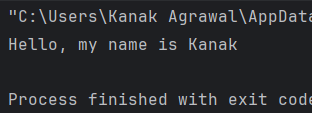 "C:\Users\Kanak Agrawal\AppData
Hello, my name is Kanak
Process finished with exit code